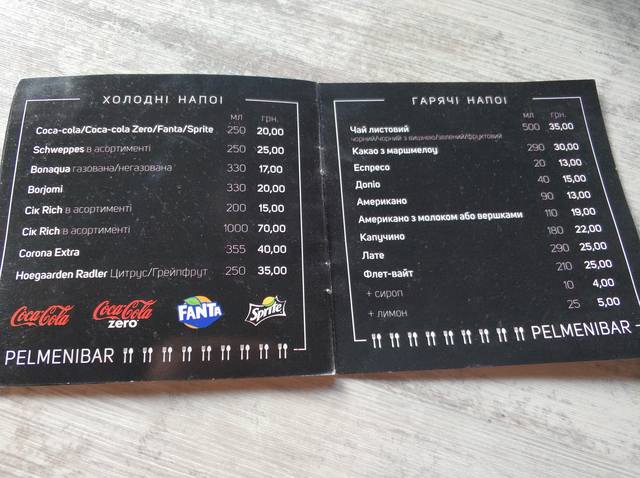 ХОЛОДНІ НАПОЇ
мл грн.
Coca-cola/Coca-cola Zero/Fanta/Sprite 250 20,00
Schweppes в асортименті 250 25,00
Bonaqua газована/негазована 330 17,00
Borjomi 330 20,00
Сік Rich в асортименті 200 15,00
Сік Rich в асортименті 1000 70,00
Corona Extra 355 40,00
Hoegaarden Radler Цитрус/Грейпфрут 250 35,00
Coca-Cola Coca-Cola zero FANTA Sprite
PELMENIBAR
ГАРЯЧІ НАПОЇ
мл грн.
Чай листовий 500 35,00
чорний/чорний з вишнею/зелений/фруктовий
Какао з маршмелоу 290 30,00
Еспресо 20 13,00
Допіо 40 15,00
Американо 90 13,00
Американо з молоком або вершками 110 19,00
Капучино 180 22,00
Лате 290 25,00
Флет-вайт 210 25,00
+ сироп 10 4,00
+ лимон 25 5,00
PELMENIBAR